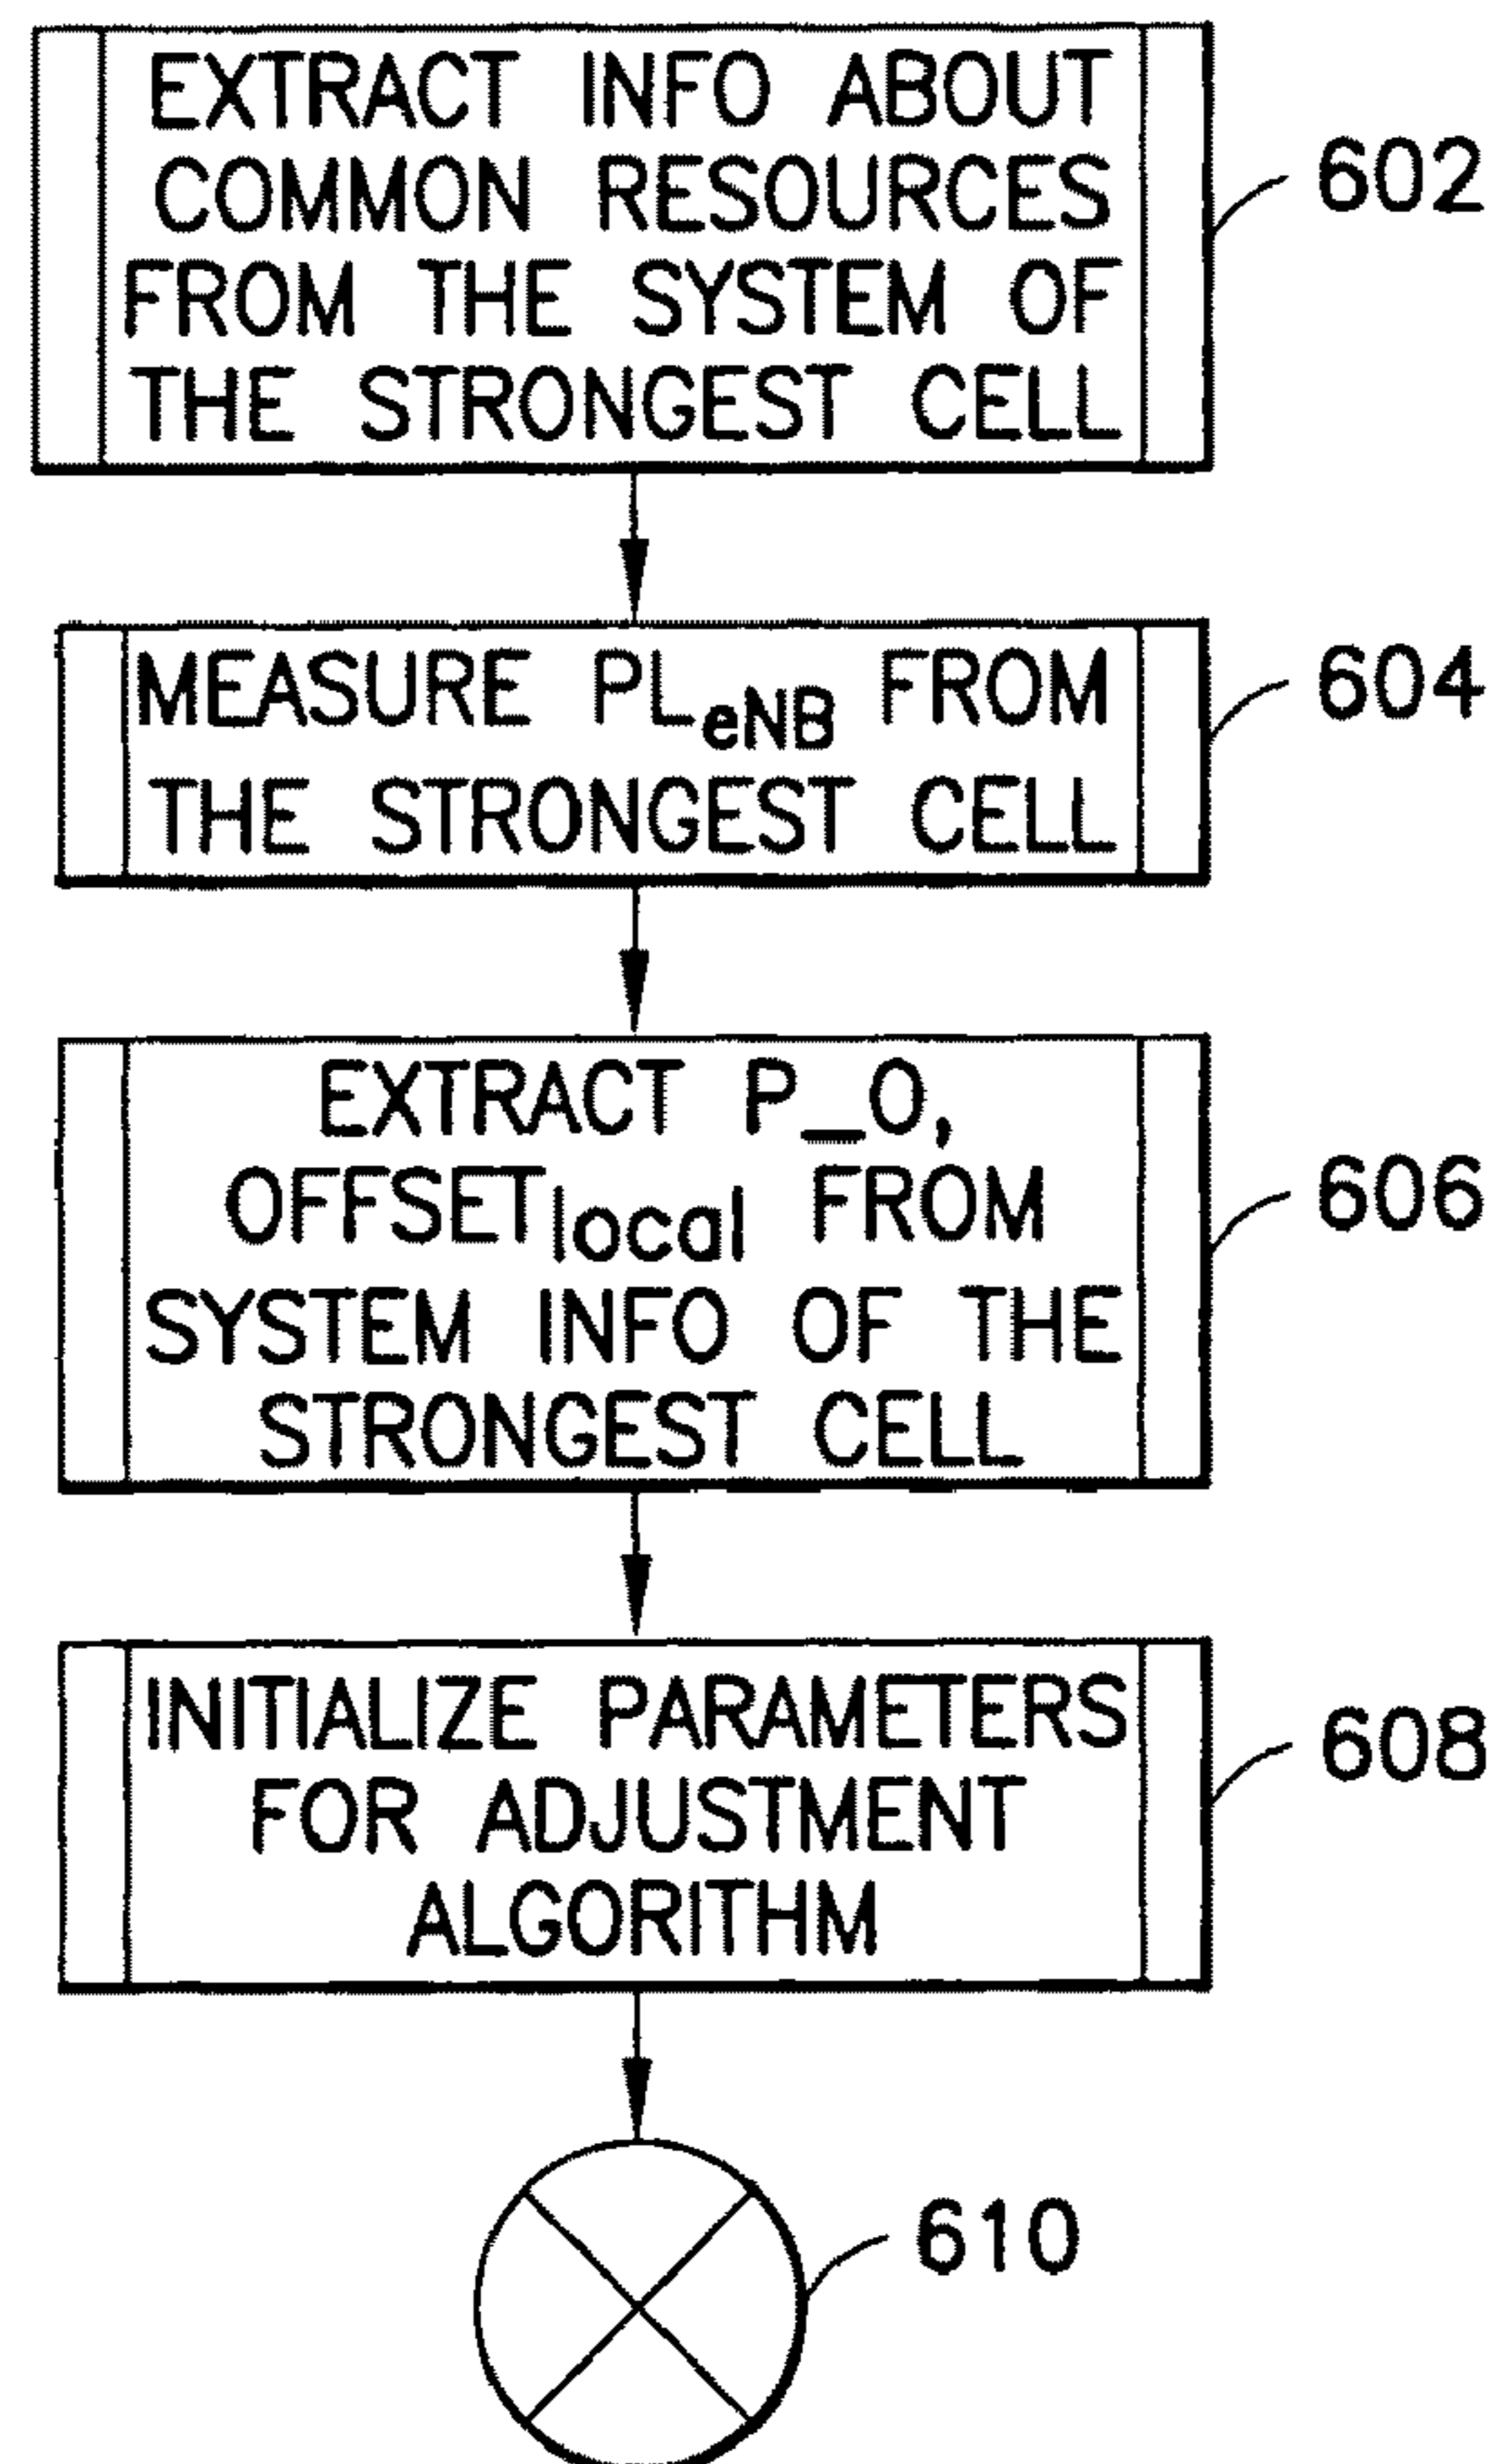 EXTRACT INFO ABOUT
COMMON RESOURCES
FROM THE SYSTEM OF
THE STRONGEST CELL
602
MEASURE PLeNB FROM
THE STRONGEST CELL
604
EXTRACT P_O,
OFFSETlocal FROM
SYSTEM INFO OF THE
STRONGEST CELL
606
INITIALIZE PARAMETERS
FOR ADJUSTMENT
ALGORITHM
608
610